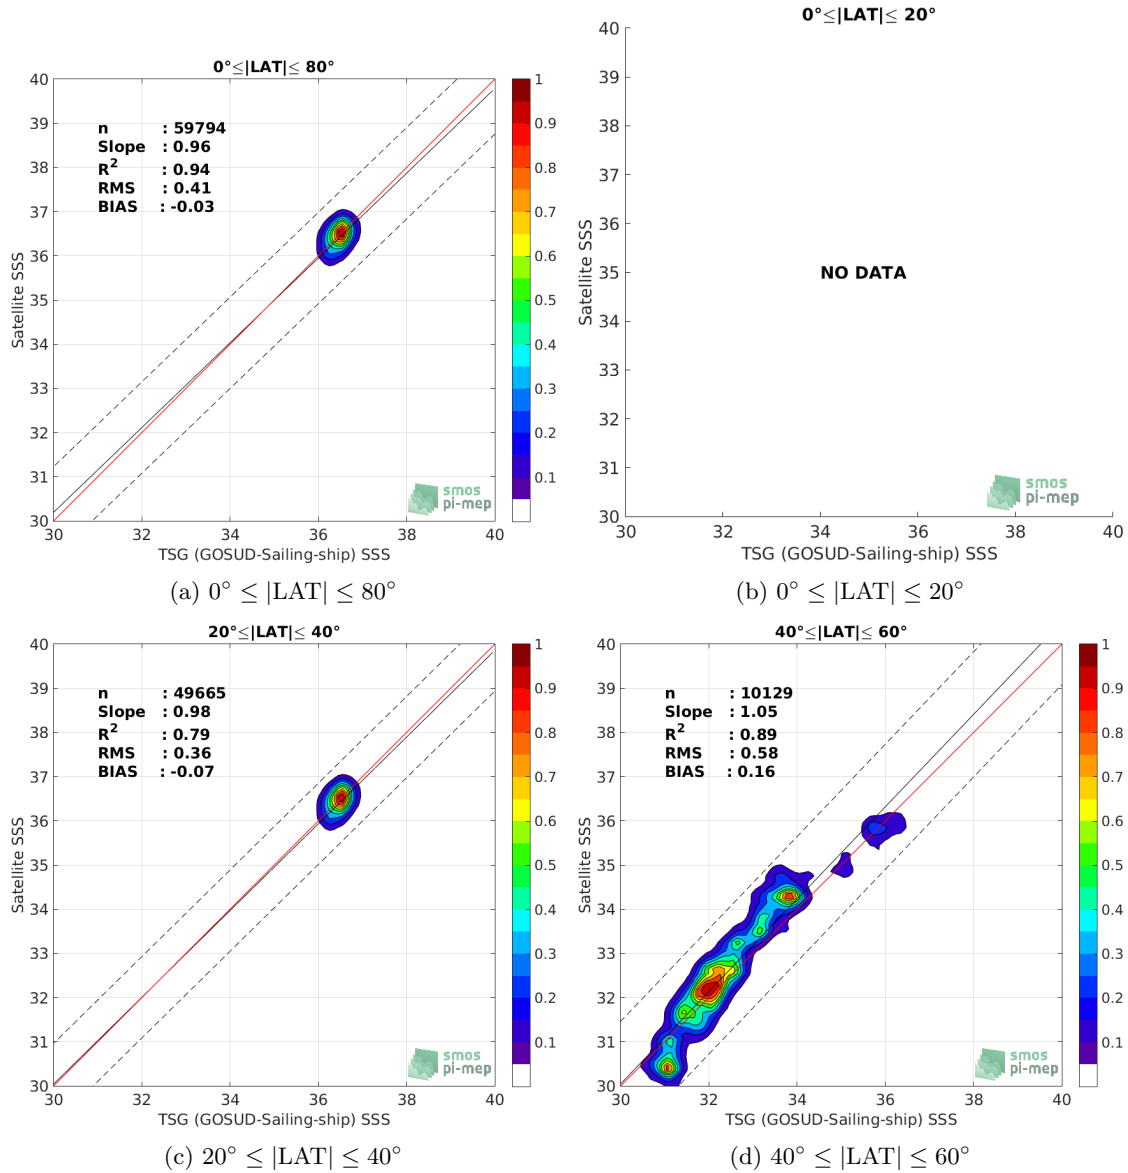 0°≤|LAT|≤ 80°
40
39
38
37
36
35
34
33
32
31
30
Satellite SSS
n : 59794
Slope : 0.96
R² : 0.94
RMS : 0.41
BIAS : -0.03
1
0.9
0.8
0.7
0.6
0.5
0.4
0.3
0.2
0.1
smos
pi-mep
30 32 34 36 38 40
TSG (GOSUD-Sailing-ship) SSS
(a) 0° ≤ |LAT| ≤ 80°
0°≤|LAT|≤ 20°
40
39
38
37
36
35
34
33
32
31
30
Satellite SSS
NO DATA
smos
pi-mep
30 32 34 36 38 40
TSG (GOSUD-Sailing-ship) SSS
(b) 0° ≤ |LAT| ≤ 20°
20°≤|LAT|≤ 40°
40
39
38
37
36
35
34
33
32
31
30
Satellite SSS
n : 49665
Slope : 0.98
R² : 0.79
RMS : 0.36
BIAS : -0.07
1
0.9
0.8
0.7
0.6
0.5
0.4
0.3
0.2
0.1
smos
pi-mep
30 32 34 36 38 40
TSG (GOSUD-Sailing-ship) SSS
(c) 20° ≤ |LAT| ≤ 40°
40°≤|LAT|≤ 60°
40
39
38
37
36
35
34
33
32
31
30
Satellite SSS
n : 10129
Slope : 1.05
R² : 0.89
RMS : 0.58
BIAS : 0.16
1
0.9
0.8
0.7
0.6
0.5
0.4
0.3
0.2
0.1
smos
pi-mep
30 32 34 36 38 40
TSG (GOSUD-Sailing-ship) SSS
(d) 40° ≤ |LAT| ≤ 60°